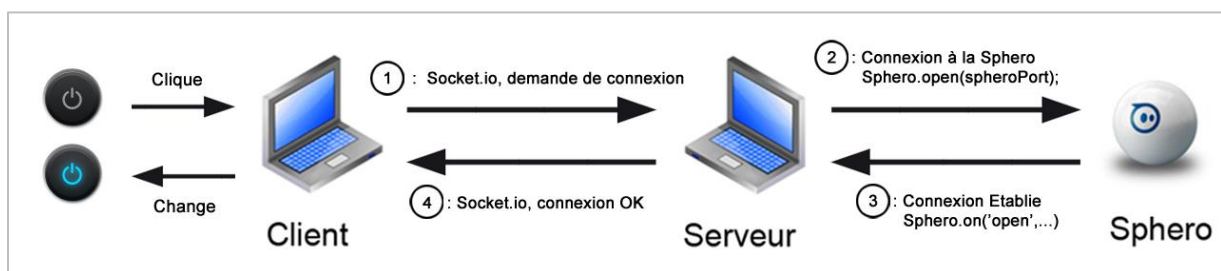 Clique
Change
Client
1 : Socket.io, demande de connexion
4 : Socket.io, connexion OK
Serveur
2 : Connexion à la Sphero
Sphero.open(spheroPort);
3 : Connexion Etablie
Sphero.on('open',...)
Sphero